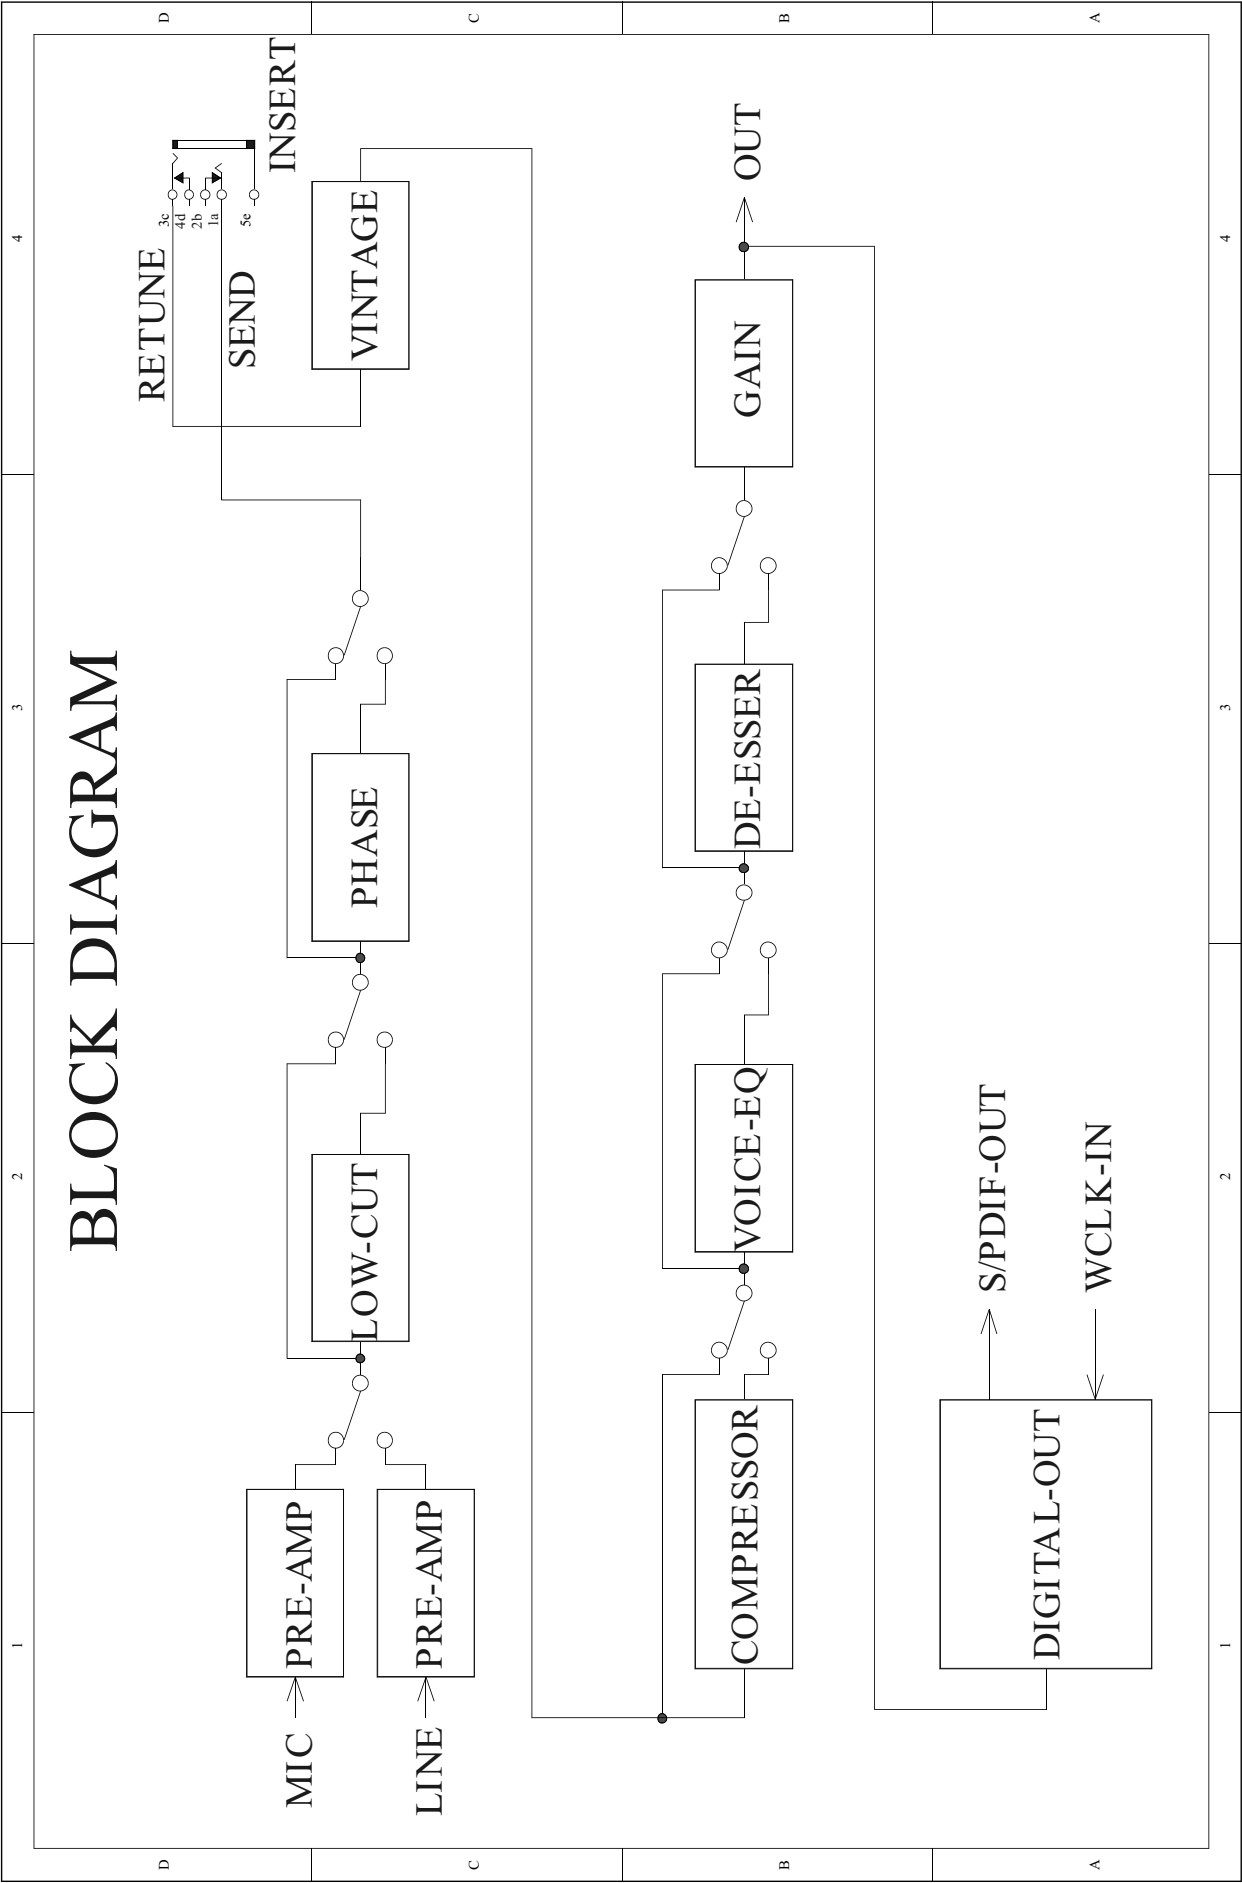 BLOCK DIAGRAM
D
C
B
A
1
2
3
4
MIC
PRE-AMP
LINE
PRE-AMP
LOW-CUT
PHASE
RETUNE
SEND
3c
4d
2b
1a
5e
INSERT
VINTAGE
COMPRESSOR
VOICE-EQ
DE-ESSER
GAIN
OUT
DIGITAL-OUT
S/PDIF-OUT
WCLK-IN
1
2
3
4
D
C
B
A